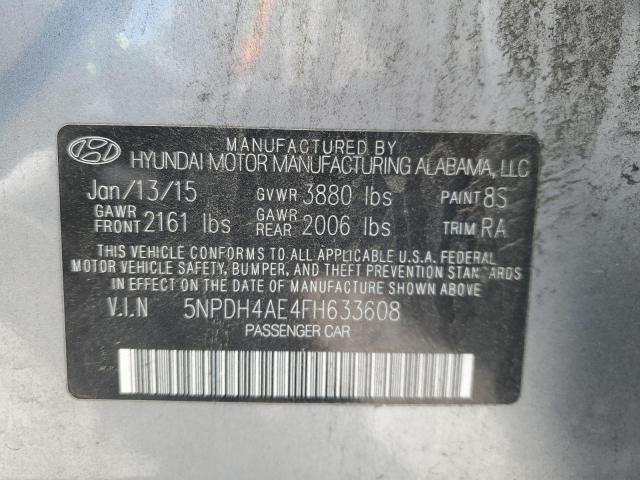 MANUFACTURED BY
HYUNDAI MOTOR MANUFACTURING ALABAMA, LLC
Jan/13/15 GVWR 3880 lbs PAINT 8S
GAWR FRONT 2161 lbs GAWR REAR 2006 lbs TRIM RA
THIS VEHICLE CONFORMS TO ALL APPLICABLE U.S.A. FEDERAL
MOTOR VEHICLE SAFETY, BUMPER, AND THEFT PREVENTION STANDARDS
IN EFFECT ON THE DATE OF MANUFACTURE SHOWN ABOVE.
V.I.N 5NPDH4AE4FH633608
PASSENGER CAR